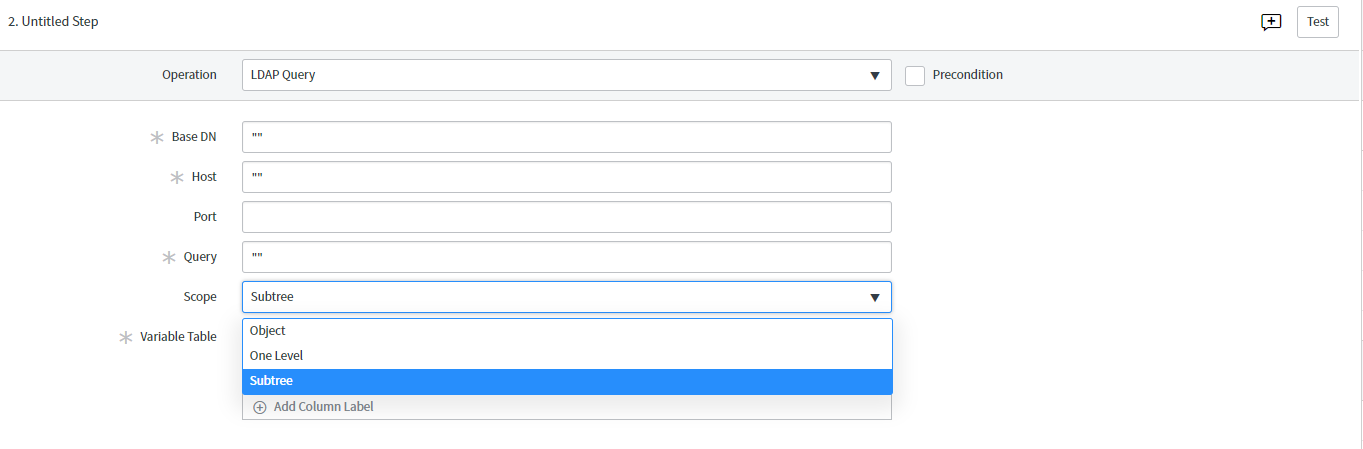 2. Untitled Step
Test
Operation
LDAP Query
Precondition
Base DN
""
Host
""
Port
Query
""
Scope
Subtree
Variable Table
Object
One Level
Subtree
Add Column Label